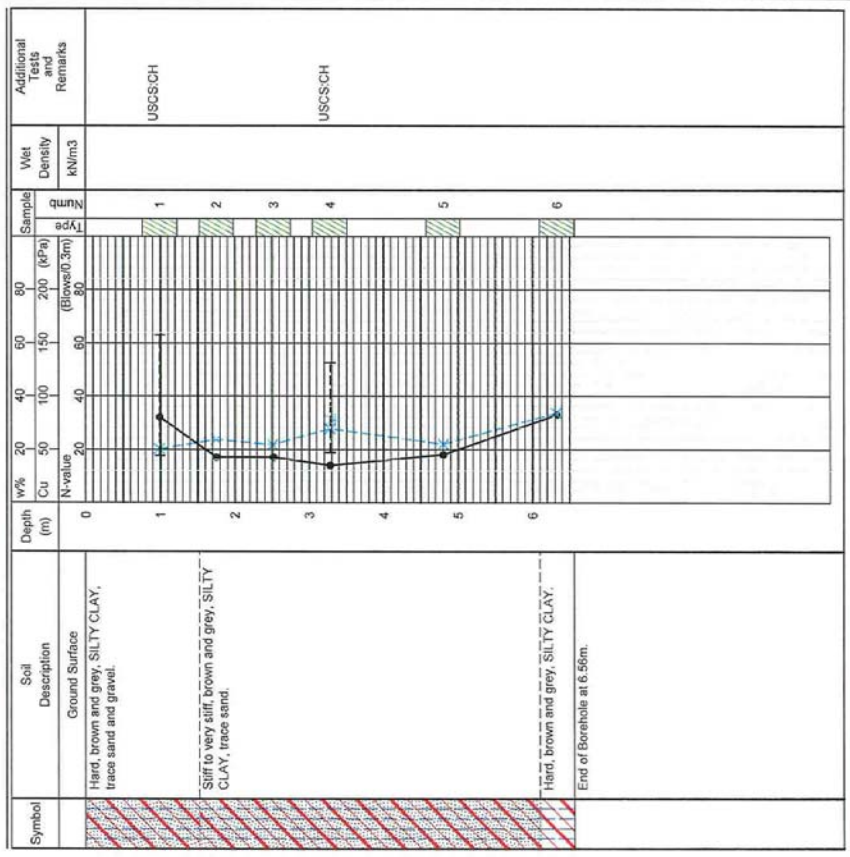 Symbol
Soil
Description
Ground Surface
Hard, brown and grey, SILTY CLAY,
trace sand and gravel.
Stiff to very stiff, brown and grey, SILTY
CLAY, trace sand.
Hard, brown and grey, SILTY CLAY.
End of Borehole at 6.56m.
Depth
(m)
0
1
2
3
4
5
6
w% 20 40 60 80
Cu 50 100 150 200 (kPa)
N-value (Blows/0.3m)
20 40 60 80
Sample
Type
Numb
1
2
3
4
5
6
Wet
Density
kN/m3
Additional
Tests
and
Remarks
USCS:CH
USCS:CH